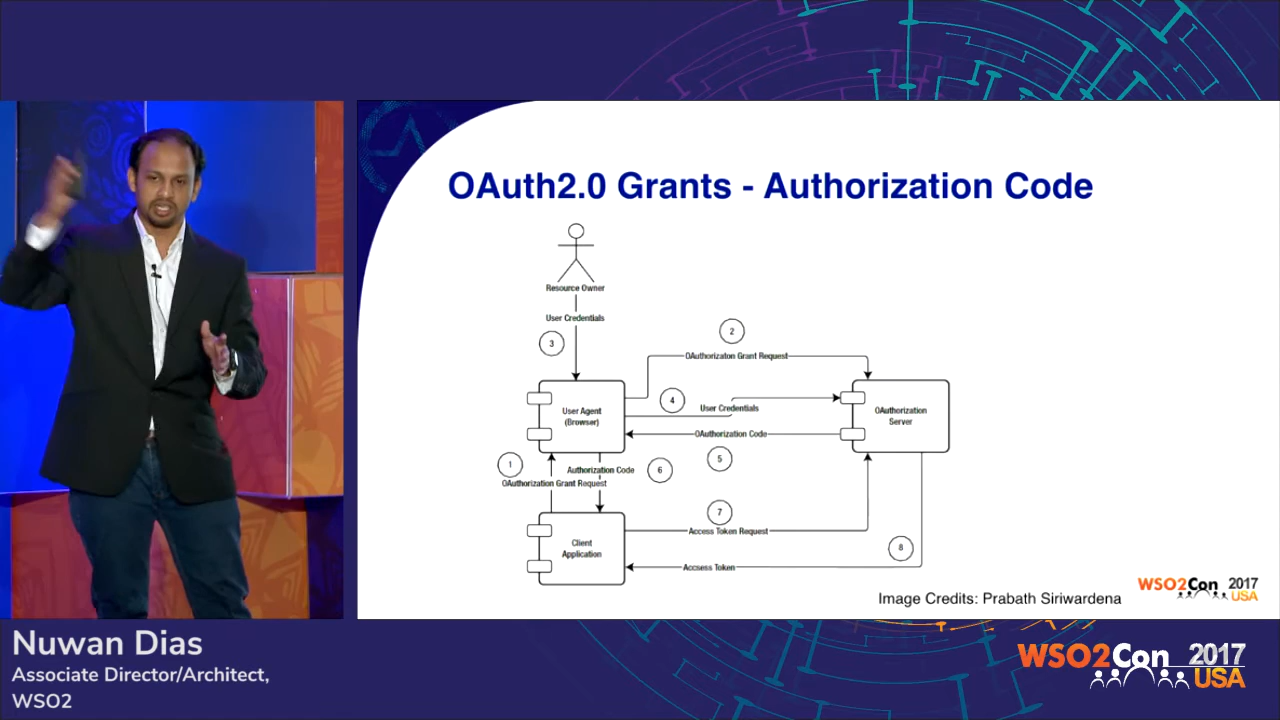 OAuth2.0 Grants - Authorization Code
Resource Owner
User Credentials
3
2
OAuthorizaton Grant Request
User Agent
(Browser)
4
User Credentials
OAuthorization
Server
OAuthorization Code
5
1
Authorization Code
6
OAuthorization Grant Request
7
Client
Application
Access Token Request
8
Accsess Token
Image Credits: Prabath Siriwardena
WSO2Con 2017
USA
Nuwan Dias
Associate Director/Architect,
WSO2
WSO2Con 2017
USA